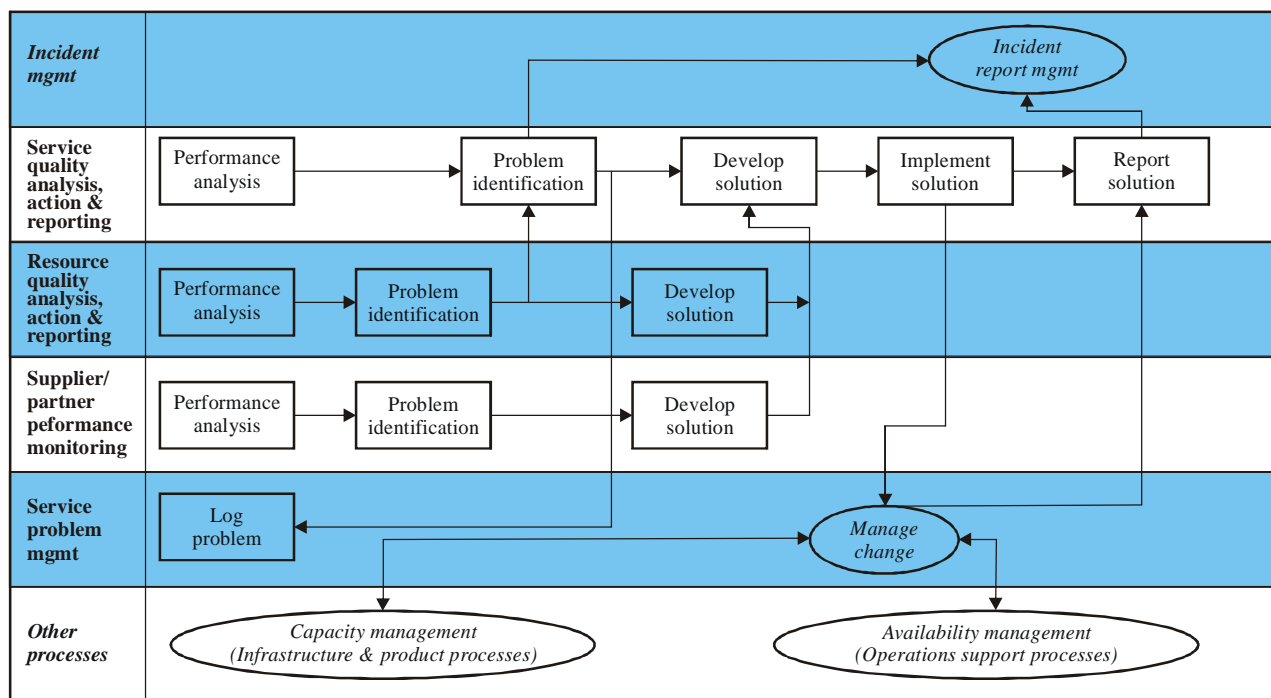 Incident
mgmt
Incident
report mgmt
Service
quality
analysis,
action &
reporting
Performance
analysis
Problem
identification
Develop
solution
Implement
solution
Report
solution
Resource
quality
analysis,
action &
reporting
Performance
analysis
Problem
identification
Develop
solution
Supplier/
partner
peformance
monitoring
Performance
analysis
Problem
identification
Develop
solution
Service
problem
mgmt
Log
problem
Manage
change
Other
processes
Capacity management
(Infrastructure & product processes)
Availability management
(Operations support processes)